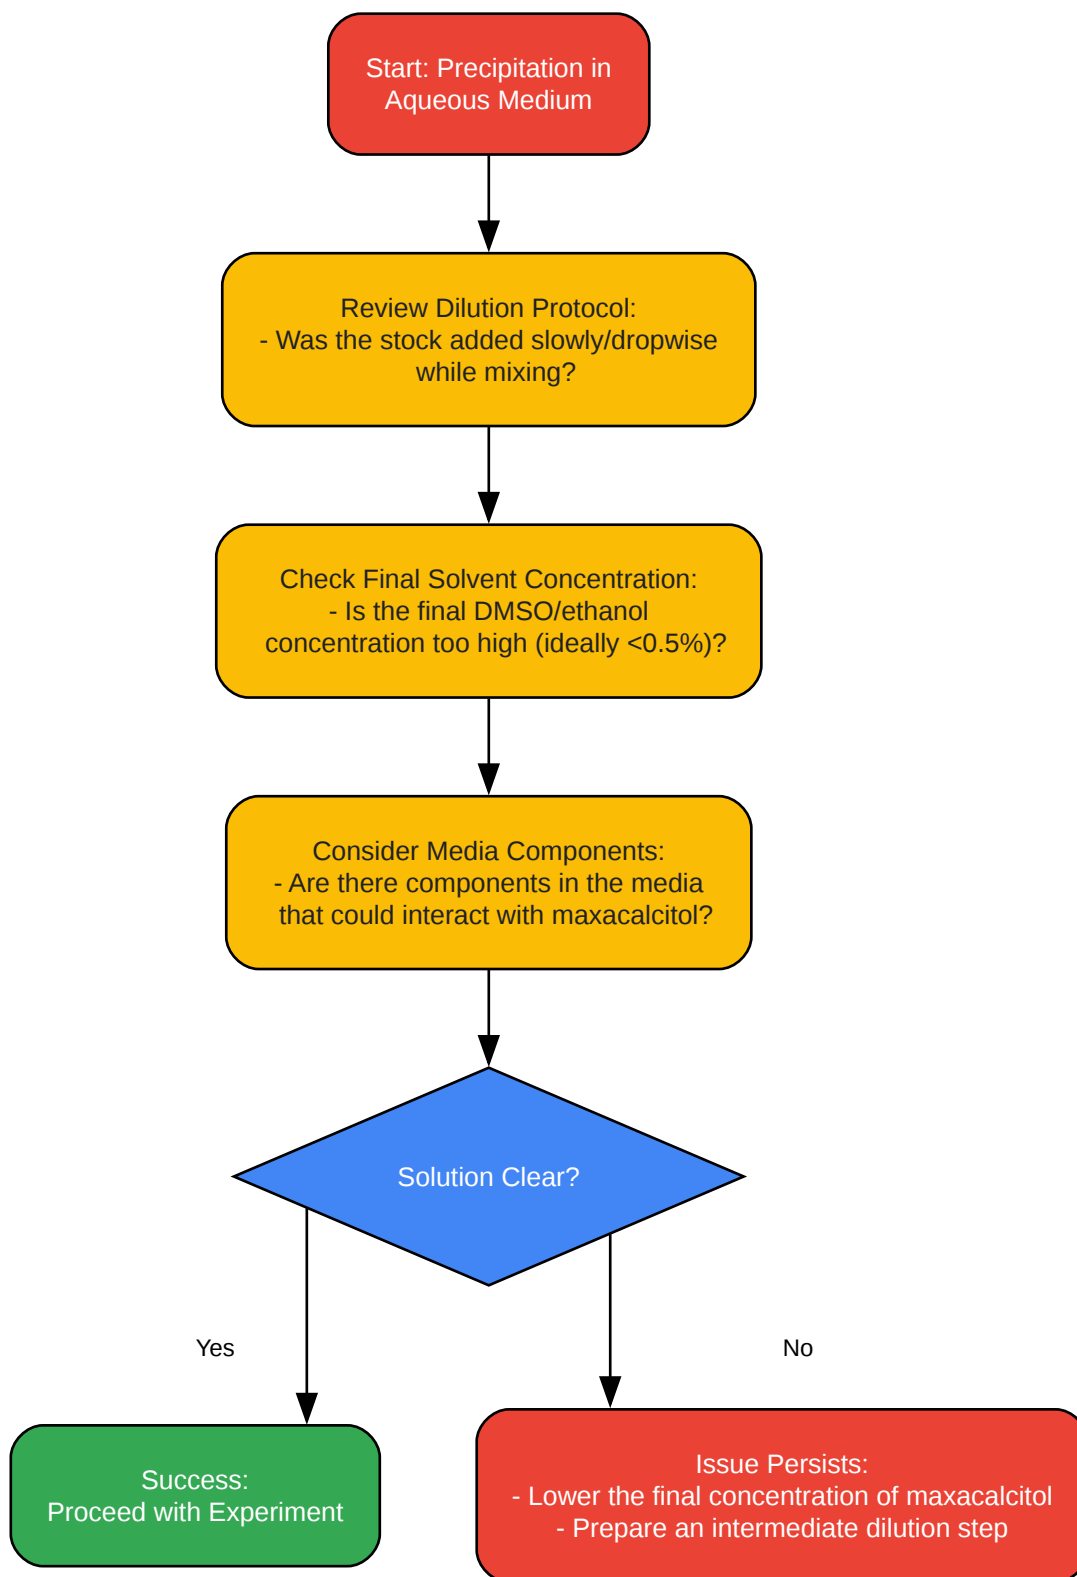 Start: Precipitation in
Aqueous Medium
Review Dilution Protocol:
- Was the stock added slowly/dropwise
while mixing?
Check Final Solvent Concentration:
- Is the final DMSO/ethanol
concentration too high (ideally <0.5%)?
Consider Media Components:
- Are there components in the media
that could interact with maxacalcitol?
Solution Clear?
Yes
No
Success:
Proceed with Experiment
Issue Persists:
- Lower the final concentration of maxacalcitol
- Prepare an intermediate dilution step